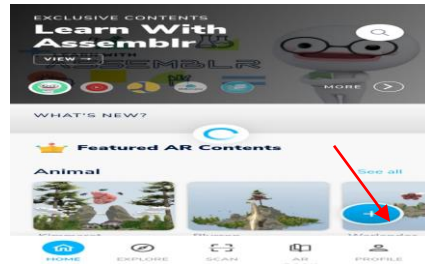 EXCLUSIVE CONTENTS
Learn With
Assemblr
VIEW →
MORE
WHAT'S NEW?
Featured AR Contents
Animal
See all
HOME
EXPLORE
SCAN
AR
PROFILE